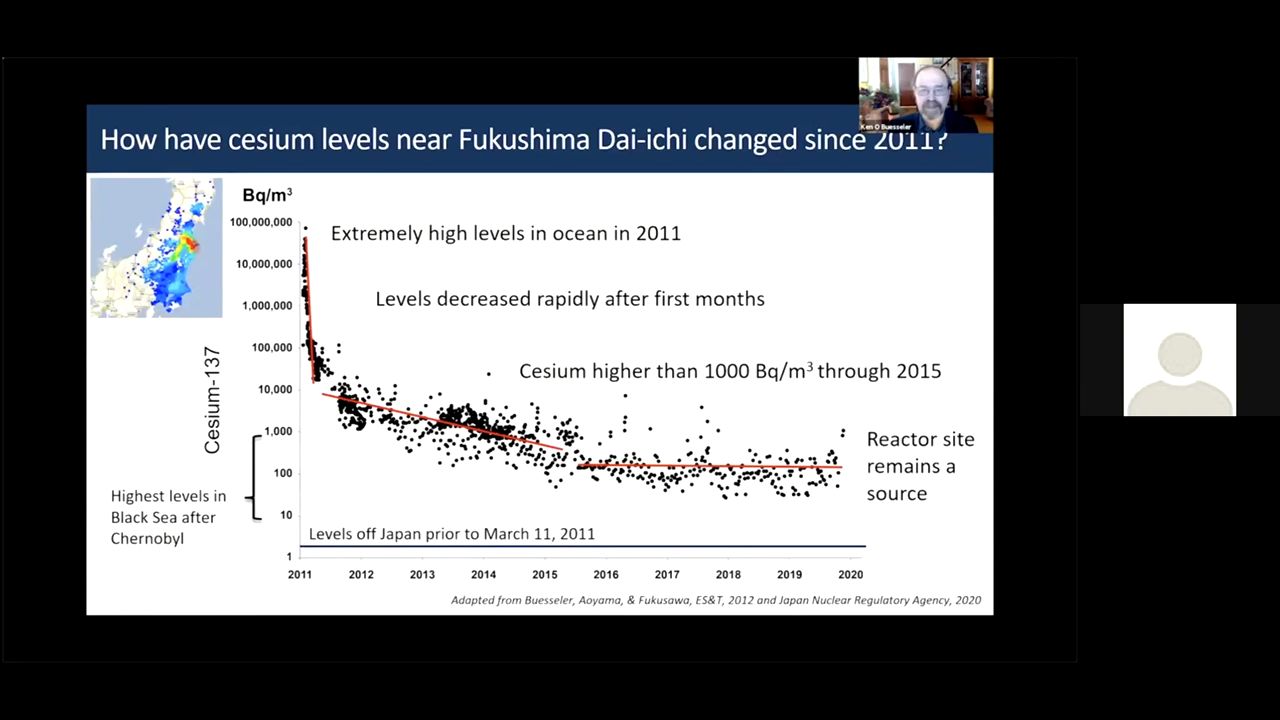 Ken O Buesseler
How have cesium levels near Fukushima Dai-ichi changed since 2011?
Bq/m³
100,000,000
10,000,000
1,000,000
100,000
10,000
1,000
100
10
1
Cesium-137
Extremely high levels in ocean in 2011
Levels decreased rapidly after first months
Cesium higher than 1000 Bq/m³ through 2015
Reactor site
remains a
source
Highest levels in
Black Sea after
Chernobyl
Levels off Japan prior to March 11, 2011
2011 2012 2013 2014 2015 2016 2017 2018 2019 2020
Adapted from Buesseler, Aoyama, & Fukusawa, ES&T, 2012 and Japan Nuclear Regulatory Agency, 2020